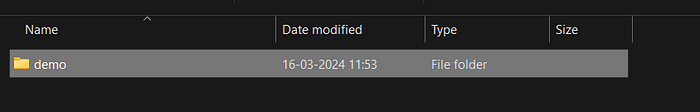 Name Date modified Type Size
demo 16-03-2024 11:53 File folder